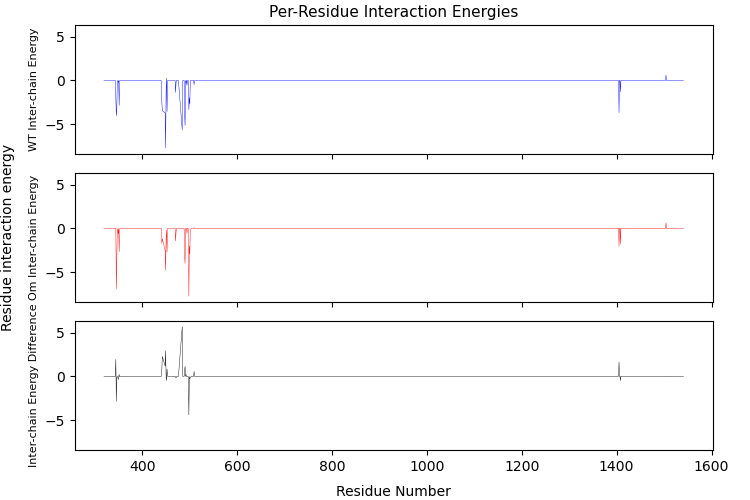 Per-Residue Interaction Energies
Residue interaction energy
WT Inter-chain Energy
5
0
−5
Om Inter-chain Energy
5
0
−5
Inter-chain Energy Difference
5
0
−5
400
600
800
1000
1200
1400
1600
Residue Number